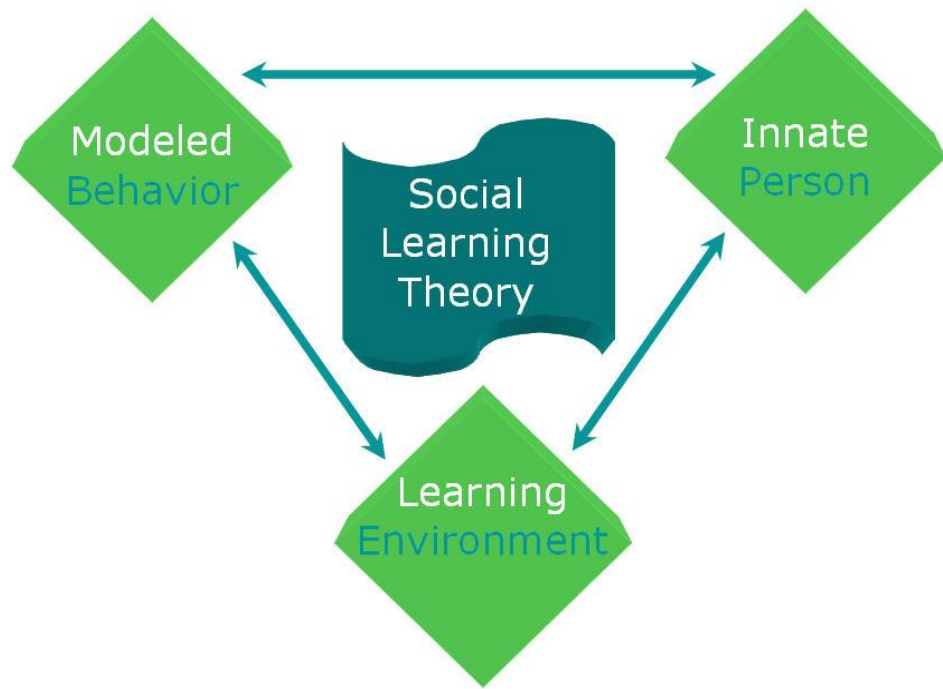 Modeled
Behavior
Innate
Person
Social
Learning
Theory
Learning
Environment